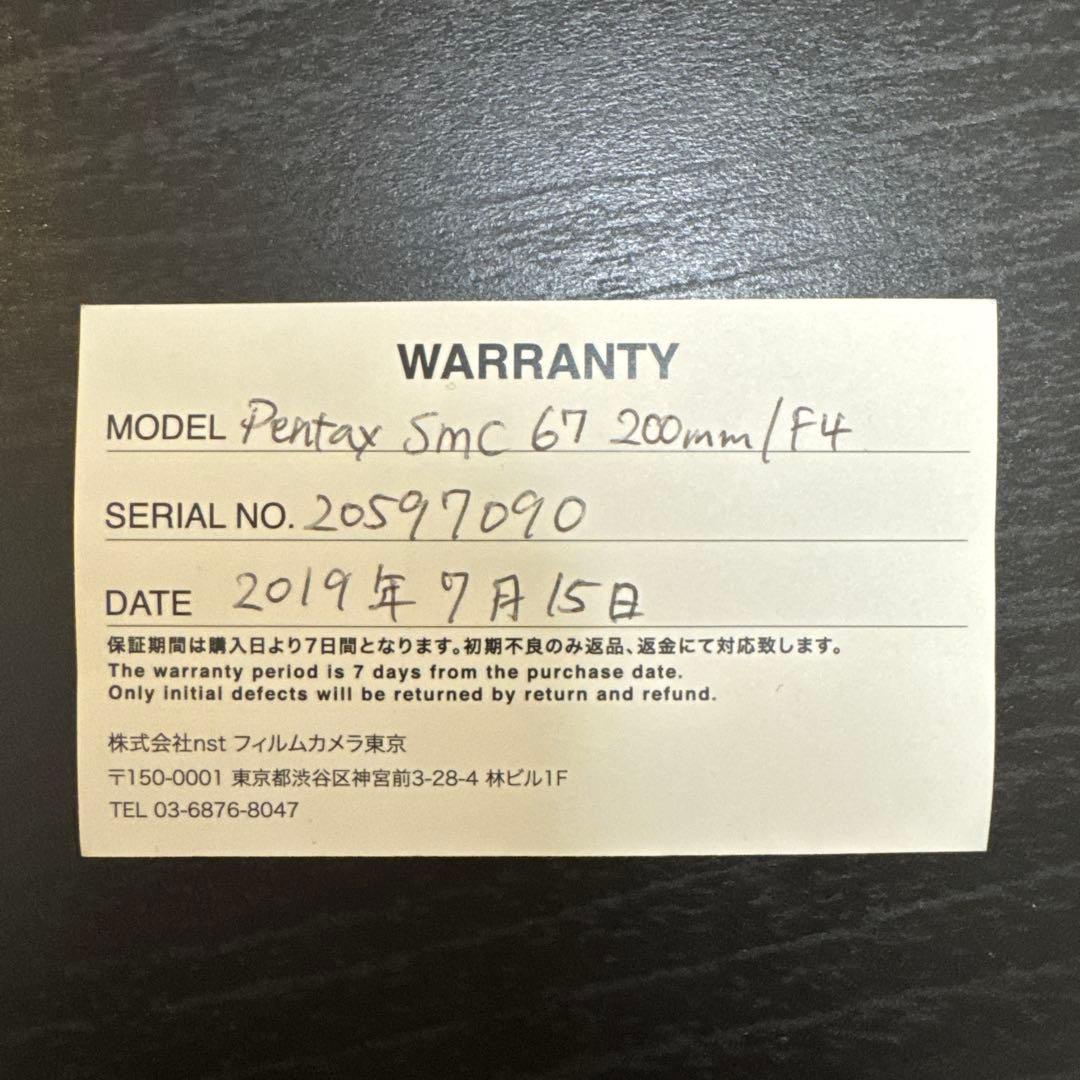 WARRANTY
MODEL Pentax SMC 67 200mm/F4
SERIAL NO. 20597090
DATE 2019年7月15日
保証期間は購入日より7日間となります。初期不良のみ返品、返金にて対応致します。
The warranty period is 7 days from the purchase date.
Only initial defects will be returned by return and refund.
株式会社nst フィルムカメラ東京
〒150-0001 東京都渋谷区神宮前3-28-4 林ビル1F
TEL 03-6876-8047